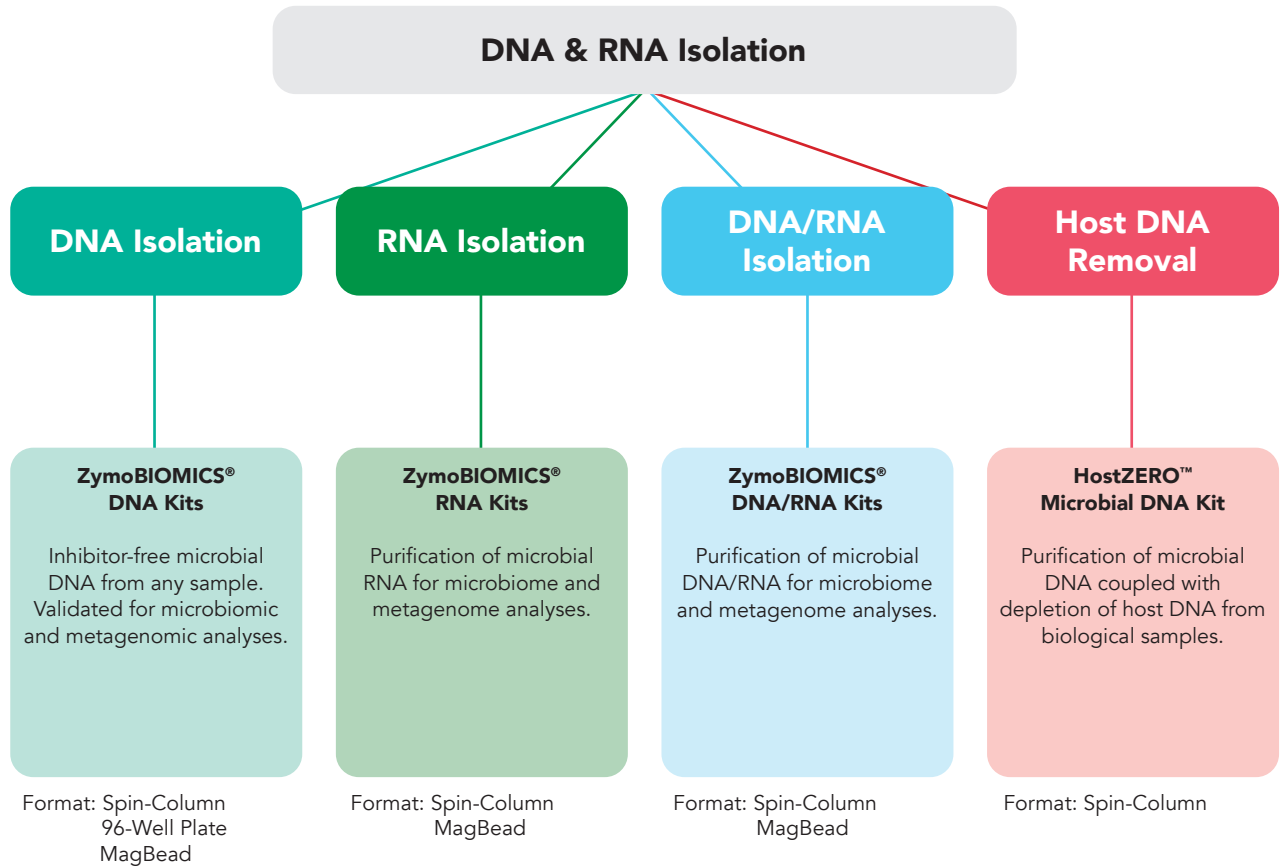 DNA & RNA Isolation
DNA Isolation
RNA Isolation
DNA/RNA
Isolation
Host DNA
Removal
ZymoBIOMICS®
DNA Kits
Inhibitor-free microbial
DNA from any sample.
Validated for microbiomic
and metagenomic analyses.
Format: Spin-Column
96-Well Plate
MagBead
ZymoBIOMICS®
RNA Kits
Purification of microbial
RNA for microbiome and
metagenome analyses.
Format: Spin-Column
MagBead
ZymoBIOMICS®
DNA/RNA Kits
Purification of microbial
DNA/RNA for microbiome
and metagenome analyses.
Format: Spin-Column
MagBead
HostZERO™
Microbial DNA Kit
Purification of microbial
DNA coupled with
depletion of host DNA from
biological samples.
Format: Spin-Column